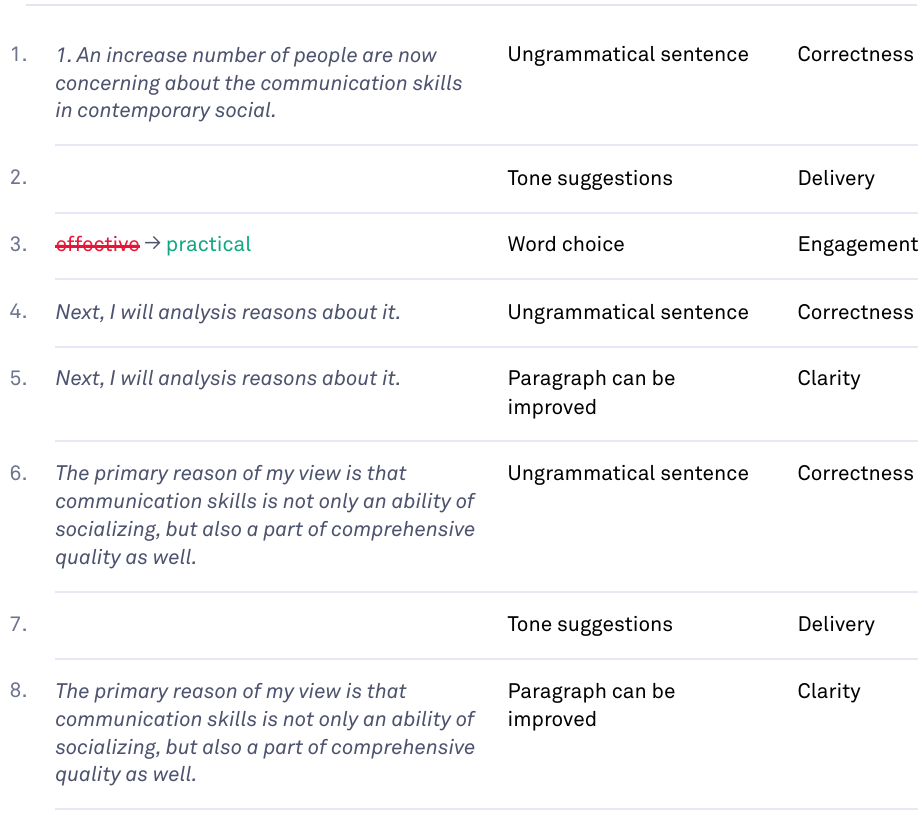 1. 1. An increase number of people are now Ungrammatical sentence Correctness
concerning about the communication skills
in contemporary social.
2. Tone suggestions Delivery
3. effective → practical Word choice Engagement
4. Next, I will analysis reasons about it. Ungrammatical sentence Correctness
5. Next, I will analysis reasons about it. Paragraph can be Clarity
improved
6. The primary reason of my view is that Ungrammatical sentence Correctness
communication skills is not only an ability of
socializing, but also a part of comprehensive
quality as well.
7. Tone suggestions Delivery
8. The primary reason of my view is that Paragraph can be Clarity
communication skills is not only an ability of improved
socializing, but also a part of comprehensive
quality as well.